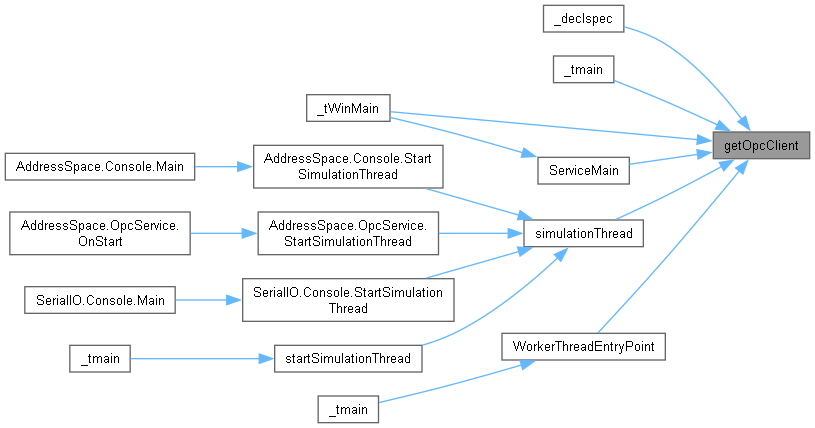 _declspec
_tmain
_tWinMain
getOpcClient
AddressSpace.Console.Main
AddressSpace.Console.Start
SimulationThread
ServiceMain
AddressSpace.OpcService.
OnStart
AddressSpace.OpcService.
StartSimulationThread
simulationThread
SerialIO.Console.Main
SerialIO.Console.StartSimulation
Thread
_tmain
startSimulationThread
WorkerThreadEntryPoint
_tmain